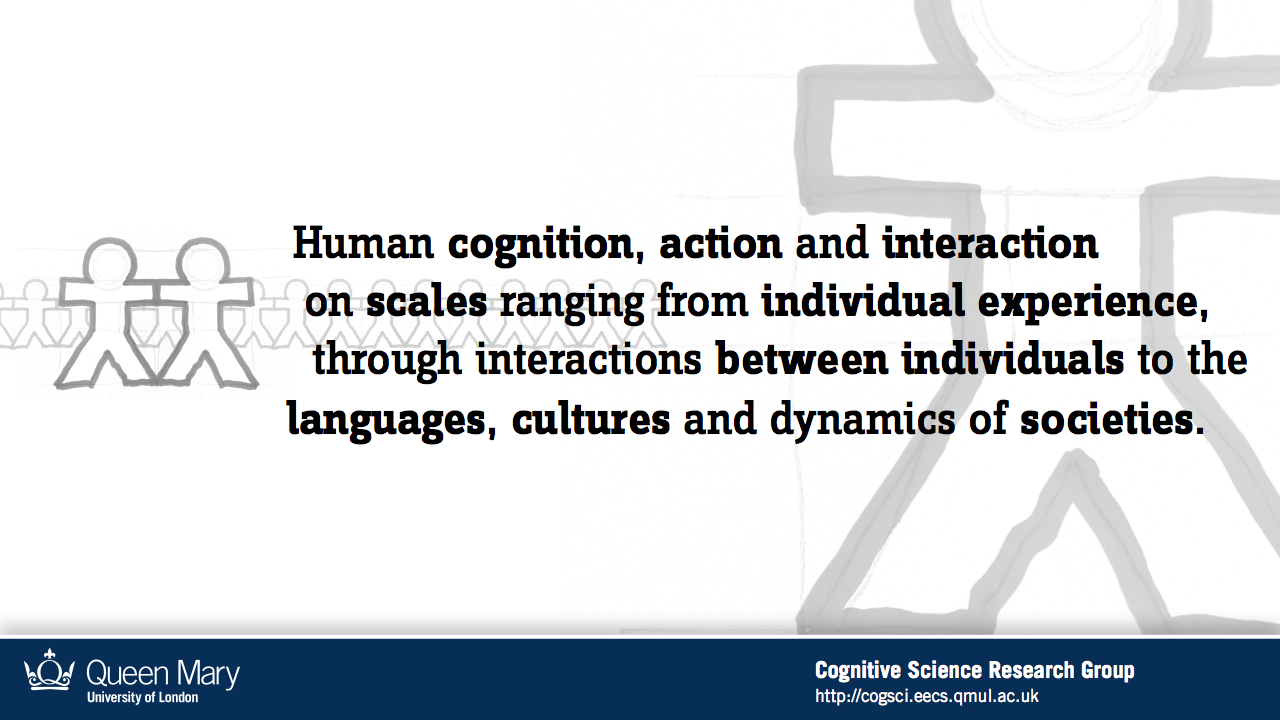 Human cognition, action and interaction
on scales ranging from individual experience,
through interactions between individuals to the
languages, cultures and dynamics of societies.
Queen Mary
University of London
Cognitive Science Research Group
http://cogsci.eecs.qmul.ac.uk